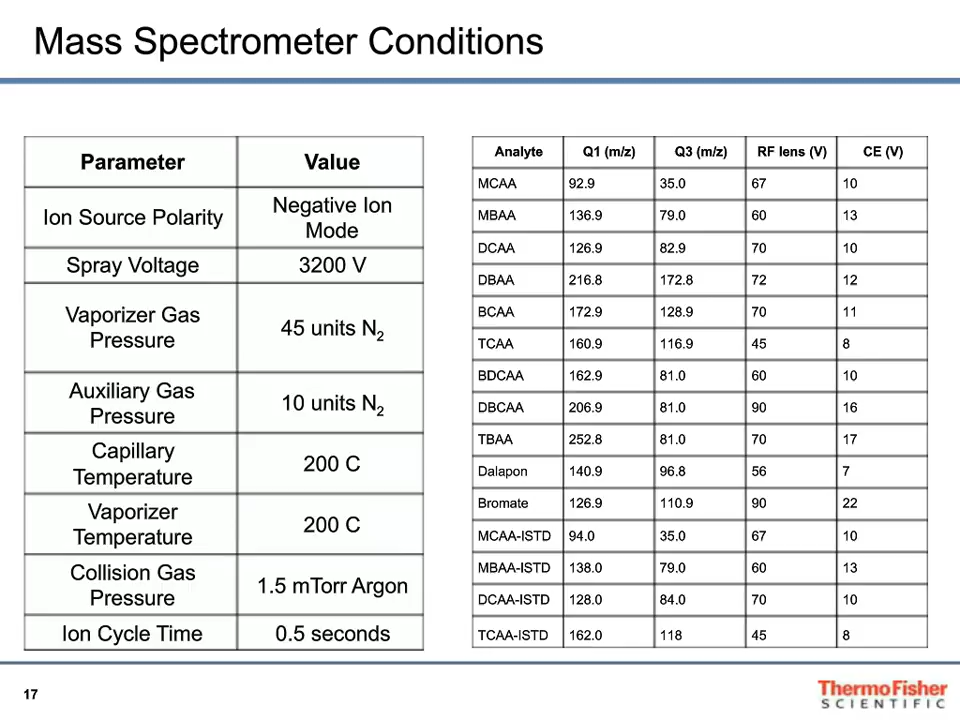 Mass Spectrometer Conditions
Parameter Value
Ion Source Polarity Negative Ion Mode
Spray Voltage 3200 V
Vaporizer Gas Pressure 45 units N2
Auxiliary Gas Pressure 10 units N2
Capillary Temperature 200 C
Vaporizer Temperature 200 C
Collision Gas Pressure 1.5 mTorr Argon
Ion Cycle Time 0.5 seconds
Analyte Q1 (m/z) Q3 (m/z) RF lens (V) CE (V)
MCAA 92.9 35.0 67 10
MBAA 136.9 79.0 60 13
DCAA 126.9 82.9 70 10
DBAA 216.8 172.8 72 12
BCAA 172.9 128.9 70 11
TCAA 160.9 116.9 45 8
BDCAA 162.9 81.0 60 10
DBCAA 206.9 81.0 90 16
TBAA 252.8 81.0 70 17
Dalapon 140.9 96.8 56 7
Bromate 126.9 110.9 90 22
MCAA-ISTD 94.0 35.0 67 10
MBAA-ISTD 138.0 79.0 60 13
DCAA-ISTD 128.0 84.0 70 10
TCAA-ISTD 162.0 118 45 8
17
ThermoFisher
SCIENTIFIC